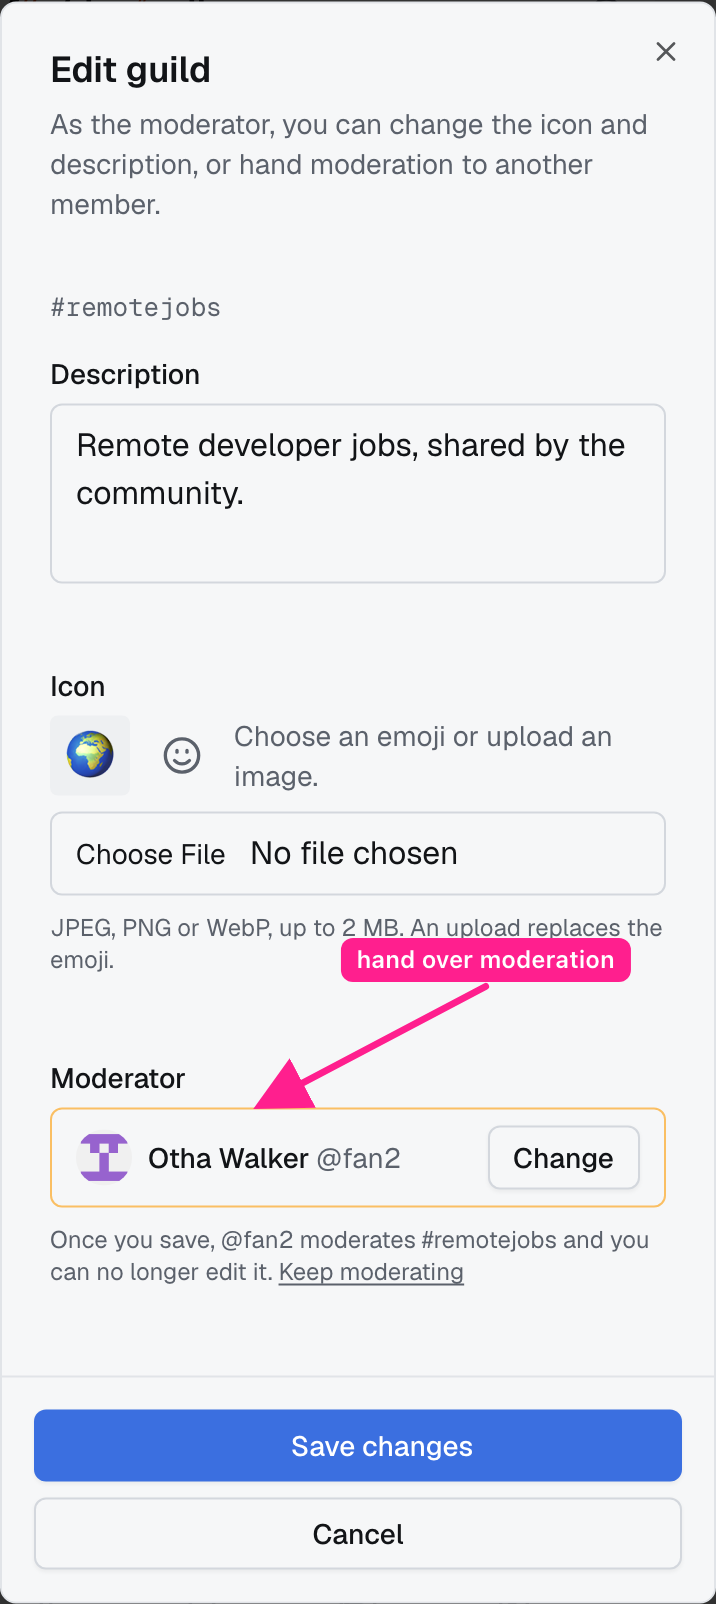 Edit guild
As the moderator, you can change the icon and
description, or hand moderation to another
member.
#remotejobs
Description
Remote developer jobs, shared by the
community.
Icon
Choose an emoji or upload an
image.
Choose File No file chosen
JPEG, PNG or WebP, up to 2 MB. An upload replaces the
emoji.
hand over moderation
Moderator
Otha Walker @fan2
Change
Once you save, @fan2 moderates #remotejobs and you
can no longer edit it. Keep moderating
Save changes
Cancel